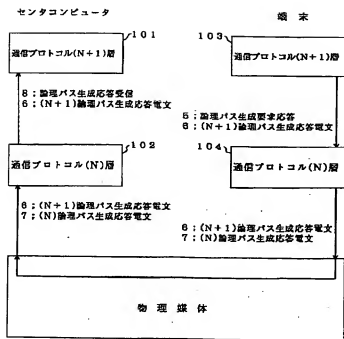 センタコンピュータ
端 末
101
103
通信プロトコル(N+1)層
通信プロトコル(N+1)層
8；論理パス生成応答受信
6；(N+1)論理パス生成応答電文
5；論理パス生成要求応答
6；(N+1)論理パス生成応答電文
102
104
通信プロトコル(N)層
通信プロトコル(N)層
6；(N+1)論理パス生成応答電文
7；(N)論理パス生成応答電文
6；(N+1)論理パス生成応答電文
7；(N)論理パス生成応答電文
物 理 媒 体